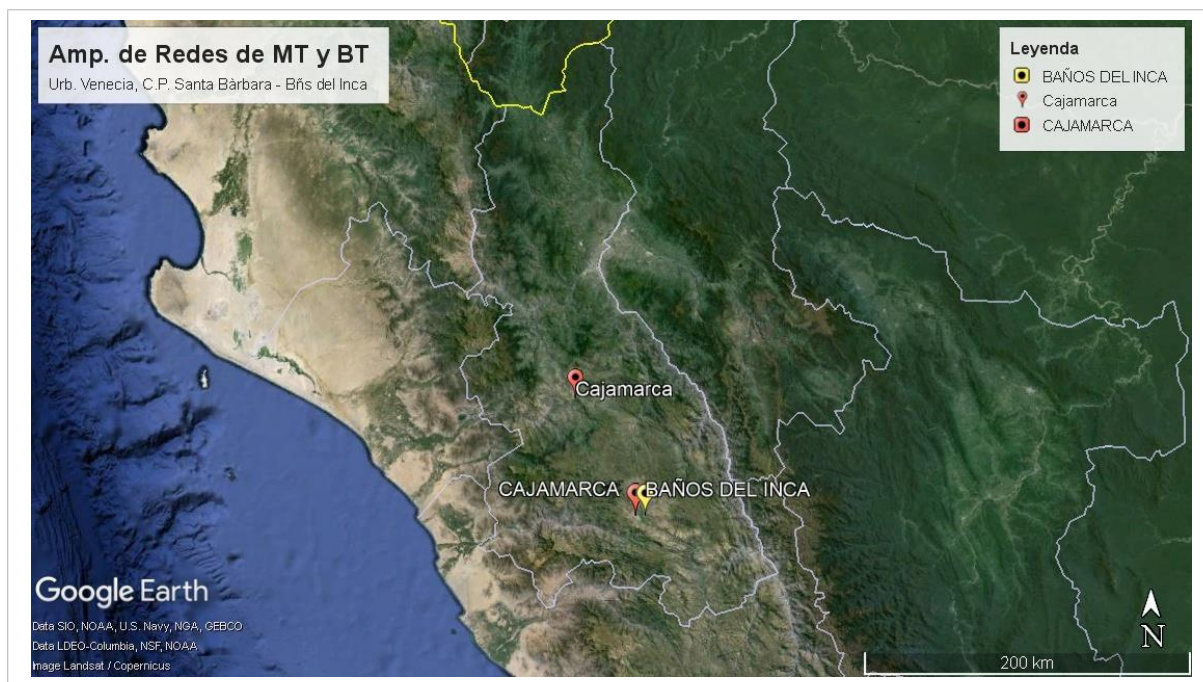 Amp. de Redes de MT y BT
Urb. Venecia, C.P. Santa Bàrbara - Bñs del Inca
Leyenda
BAÑOS DEL INCA
Cajamarca
CAJAMARCA
Cajamarca
CAJAMARCA
BAÑOS DEL INCA
Google Earth
Data SIO, NOAA, U.S. Navy, NGA, GEBCO
Data LDEO-Columbia, NSF, NOAA
Image Landsat / Copernicus
N
200 km